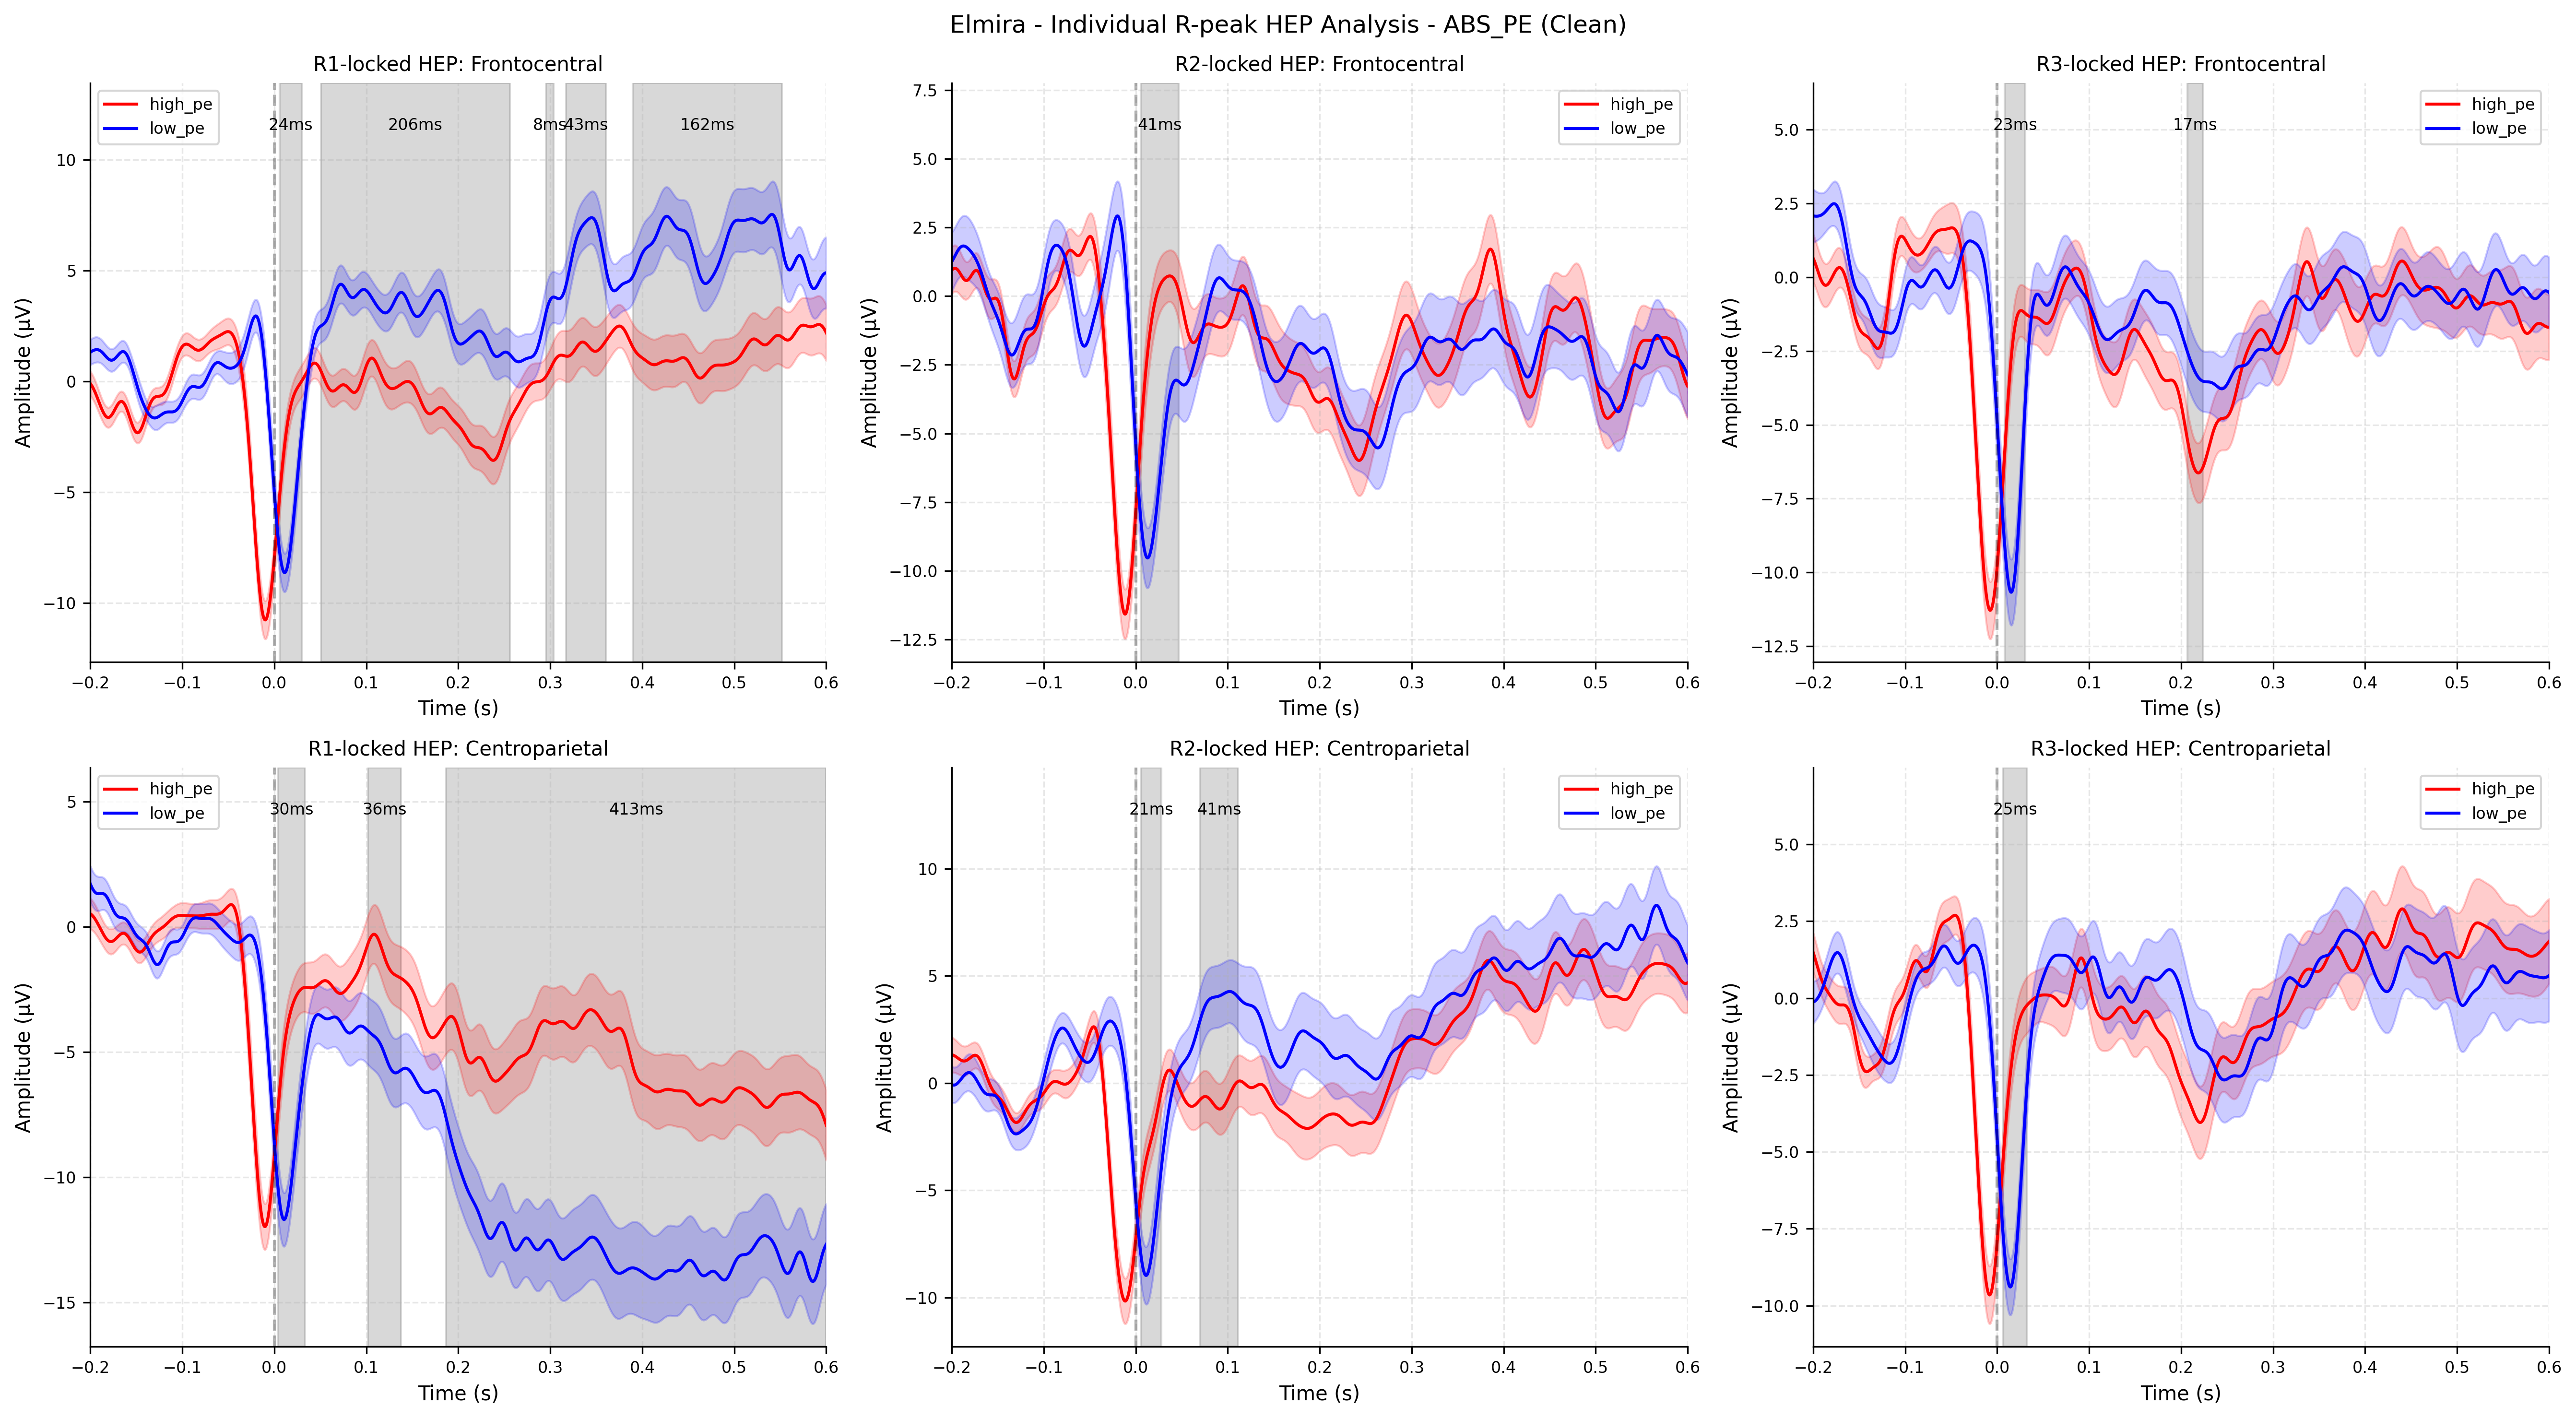 Elmira - Individual R-peak HEP Analysis - ABS_PE (Clean)
R1-locked HEP: Frontocentral
high_pe
low_pe
24ms
206ms
8ms
43ms
162ms
10
5
0
−5
−10
Amplitude (µV)
−0.2
−0.1
0.0
0.1
0.2
0.3
0.4
0.5
0.6
Time (s)
R2-locked HEP: Frontocentral
high_pe
low_pe
41ms
7.5
5.0
2.5
0.0
−2.5
−5.0
−7.5
−10.0
−12.5
Amplitude (µV)
−0.2
−0.1
0.0
0.1
0.2
0.3
0.4
0.5
0.6
Time (s)
R3-locked HEP: Frontocentral
high_pe
low_pe
23ms
17ms
5.0
2.5
0.0
−2.5
−5.0
−7.5
−10.0
−12.5
Amplitude (µV)
−0.2
−0.1
0.0
0.1
0.2
0.3
0.4
0.5
0.6
Time (s)
R1-locked HEP: Centroparietal
high_pe
low_pe
30ms
36ms
413ms
5
0
−5
−10
−15
Amplitude (µV)
−0.2
−0.1
0.0
0.1
0.2
0.3
0.4
0.5
0.6
Time (s)
R2-locked HEP: Centroparietal
high_pe
low_pe
21ms
41ms
10
5
0
−5
−10
Amplitude (µV)
−0.2
−0.1
0.0
0.1
0.2
0.3
0.4
0.5
0.6
Time (s)
R3-locked HEP: Centroparietal
high_pe
low_pe
25ms
5.0
2.5
0.0
−2.5
−5.0
−7.5
−10.0
Amplitude (µV)
−0.2
−0.1
0.0
0.1
0.2
0.3
0.4
0.5
0.6
Time (s)